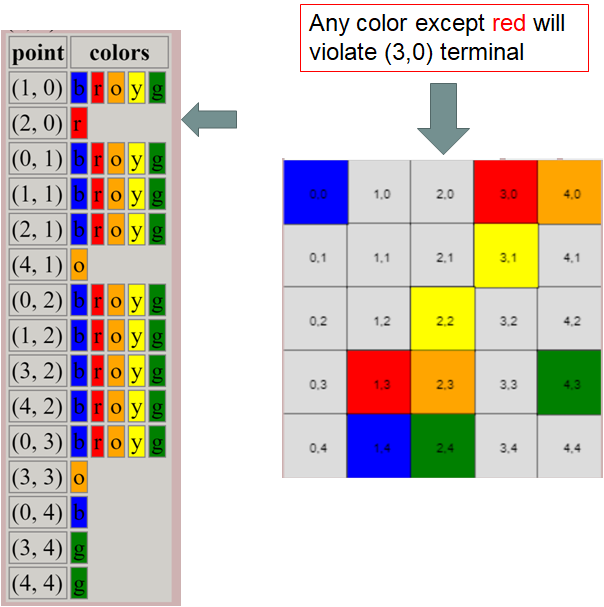 Any color except red will
violate (3,0) terminal
point colors
(1, 0) b r o y g
(2, 0) r
(0, 1) b r o y g
(1, 1) b r o y g
(2, 1) b r o y g
(4, 1) o
(0, 2) b r o y g
(1, 2) b r o y g
(3, 2) b r o y g
(4, 2) b r o y g
(0, 3) b r o y g
(3, 3) o
(0, 4) b
(3, 4) g
(4, 4) g
0,0 1,0 2,0 3,0 4,0
0,1 1,1 2,1 3,1 4,1
0,2 1,2 2,2 3,2 4,2
0,3 1,3 2,3 3,3 4,3
0,4 1,4 2,4 3,4 4,4